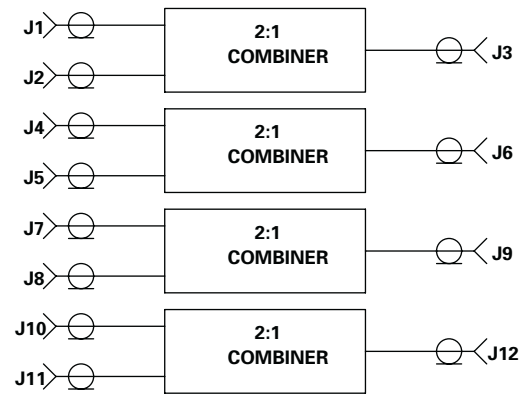 J1
2:1
COMBINER
J3
J2
J4
2:1
COMBINER
J6
J5
J7
2:1
COMBINER
J9
J8
J10
2:1
COMBINER
J12
J11